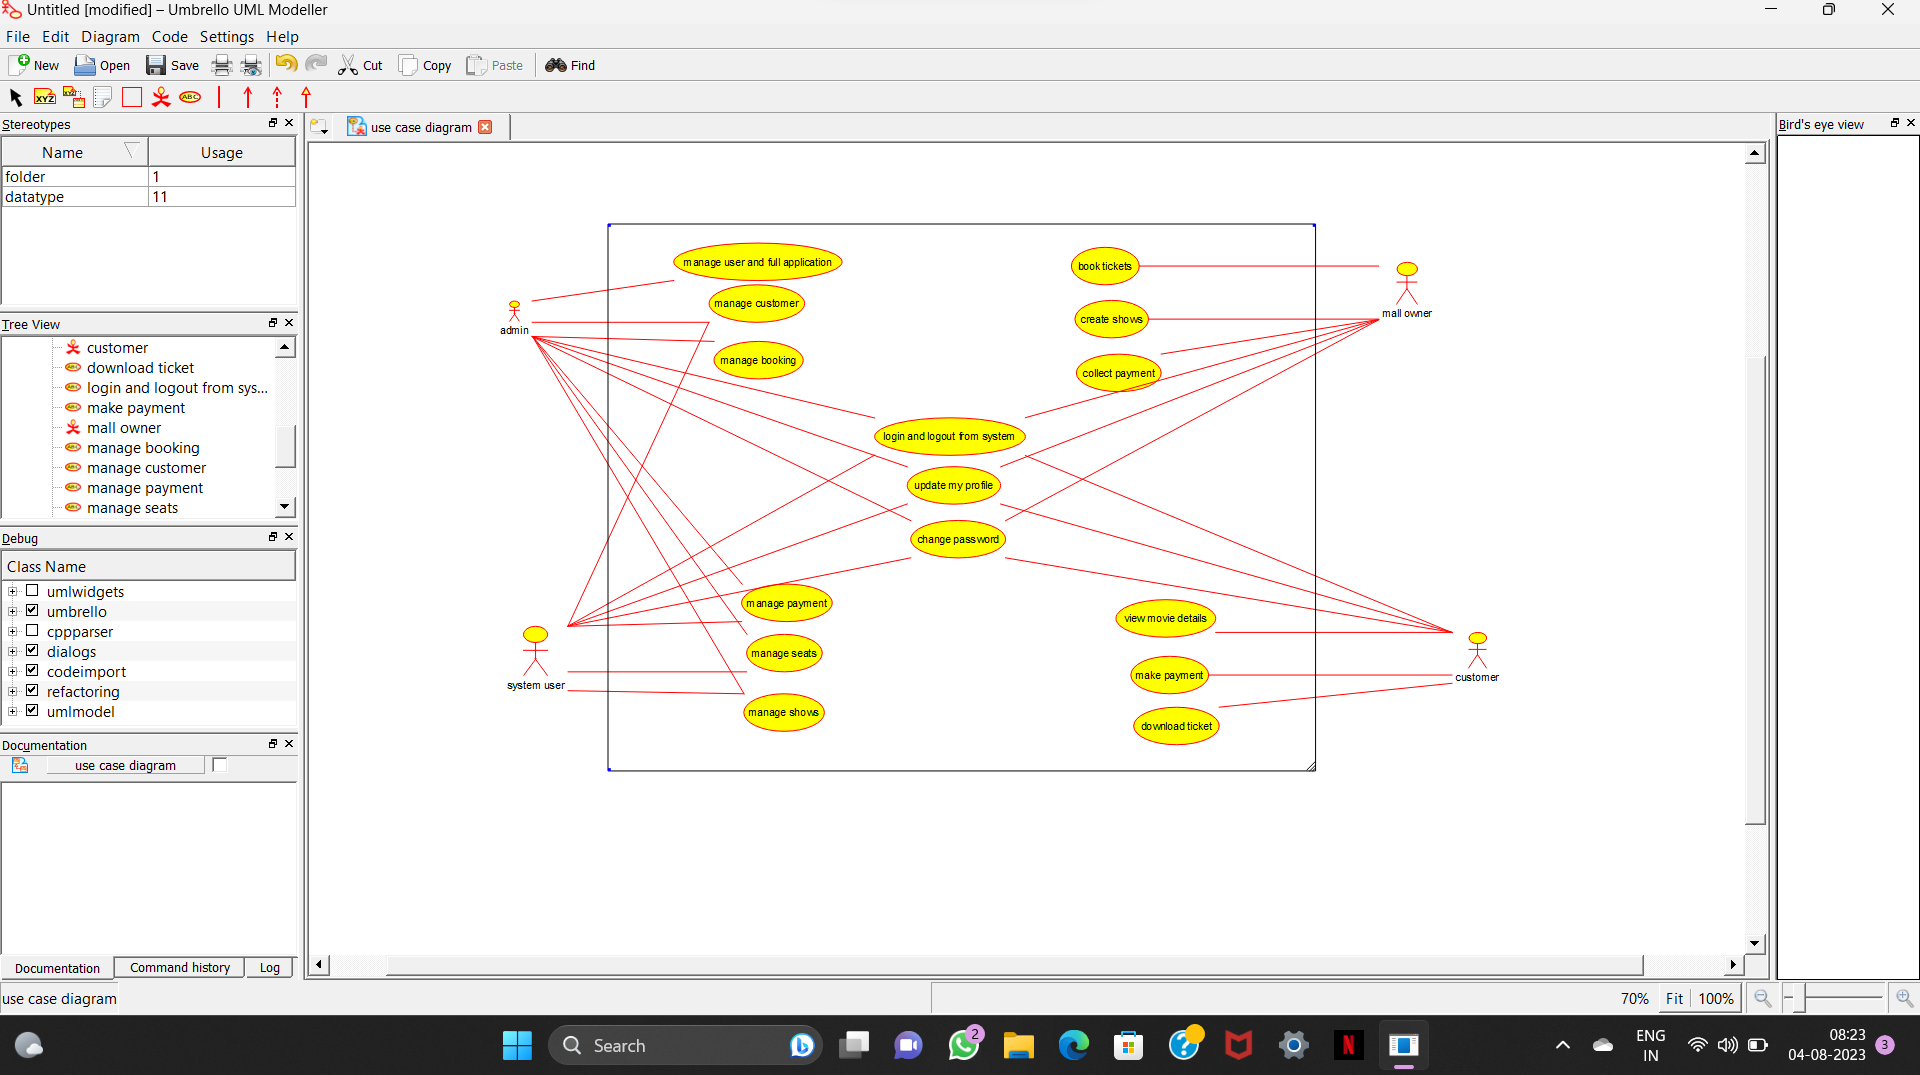 Untitled [modified] – Umbrello UML Modeller
File Edit Diagram Code Settings Help
New Open Save Cut Copy Paste Find
XYZ XYZ ABC
Stereotypes
Name Usage
folder 1
datatype 11
Tree View
customer
download ticket
login and logout from sys...
make payment
mall owner
manage booking
manage customer
manage payment
manage seats
Debug
Class Name
umlwidgets
umbrello
cppparser
dialogs
codeimport
refactoring
umlmodel
Documentation
use case diagram
Documentation Command history Log
use case diagram
use case diagram
manage user and full application
manage customer
manage booking
admin
book tickets
create shows
collect payment
mall owner
login and logout from system
update my profile
change password
manage payment
manage seats
manage shows
system user
view movie details
make payment
download ticket
customer
Bird's eye view
70% Fit 100%
Search
2
N
ENG
IN
08:23
04-08-2023
3